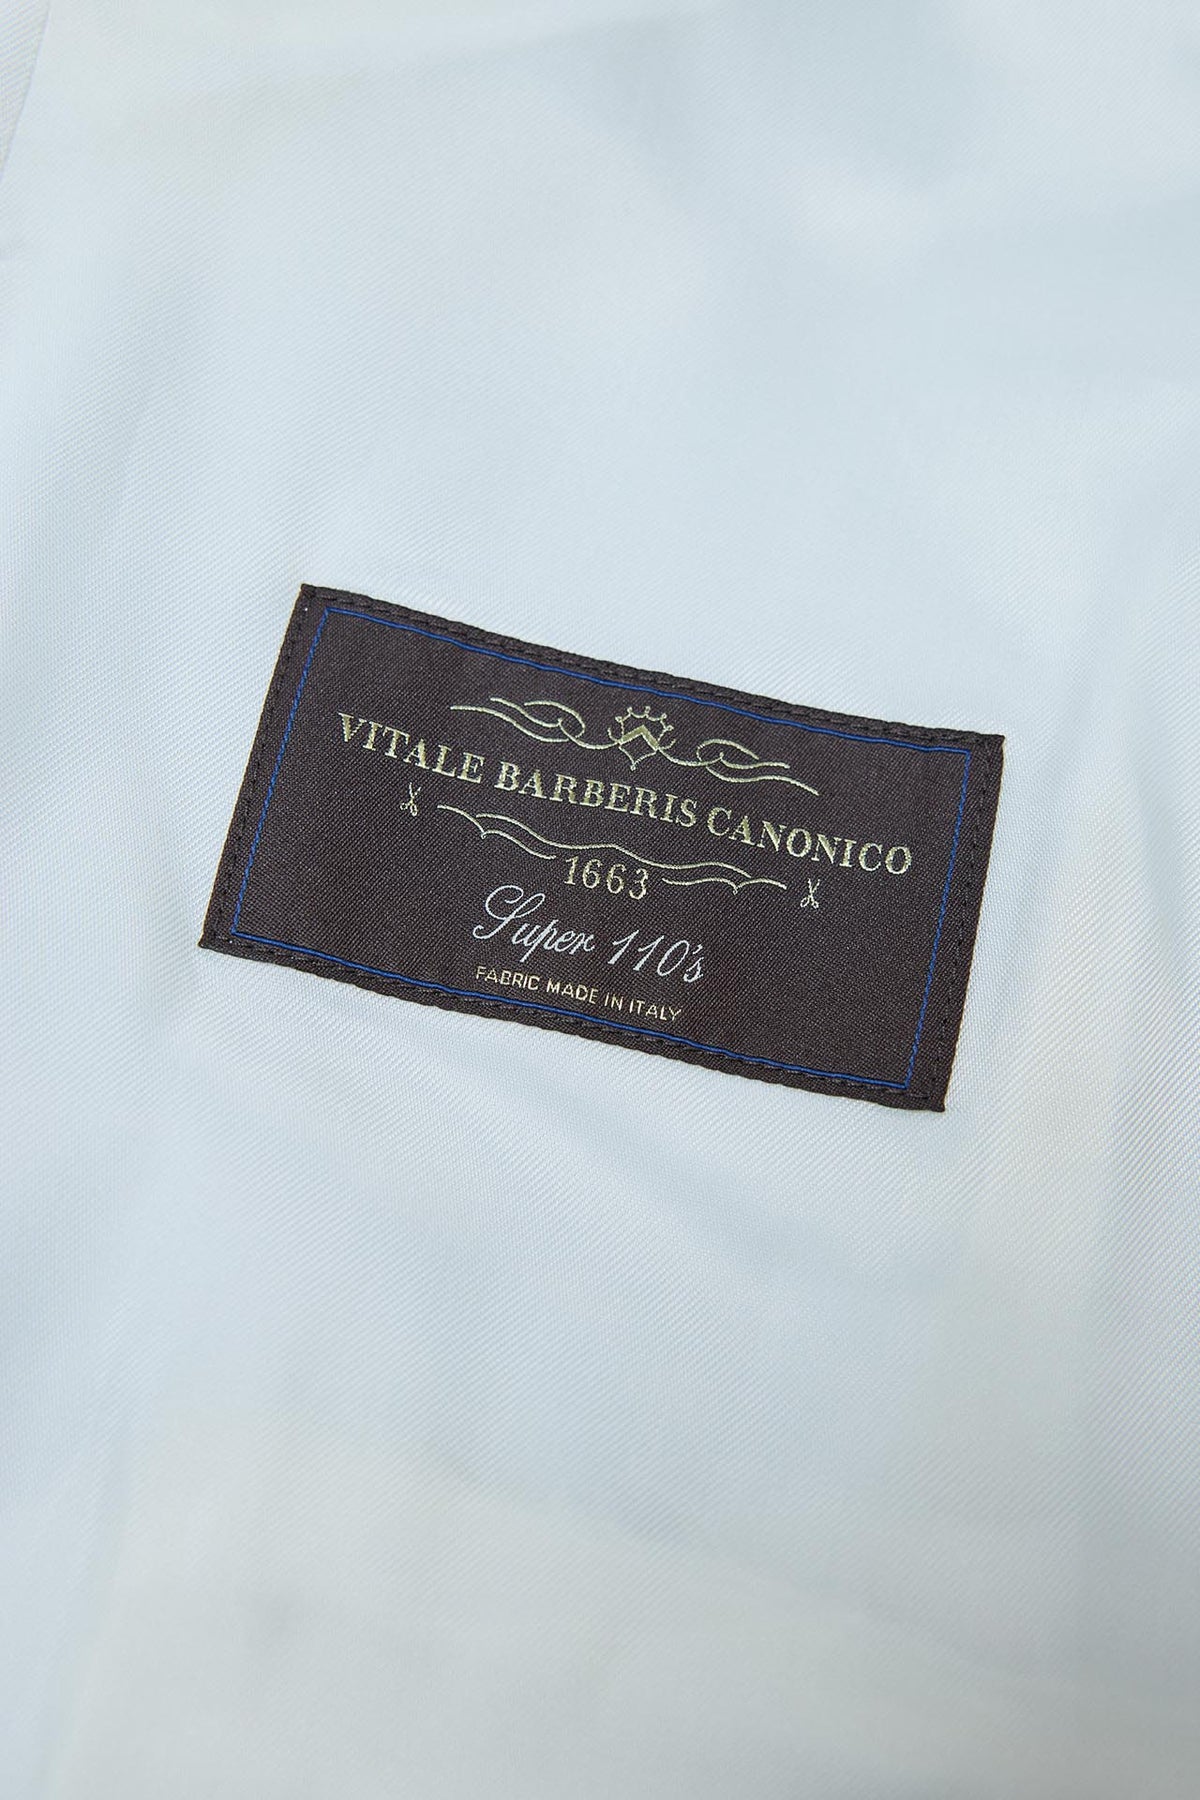 VITALE BARBERIS CANONICO
1663
Super 110's
FABRIC MADE IN ITALY